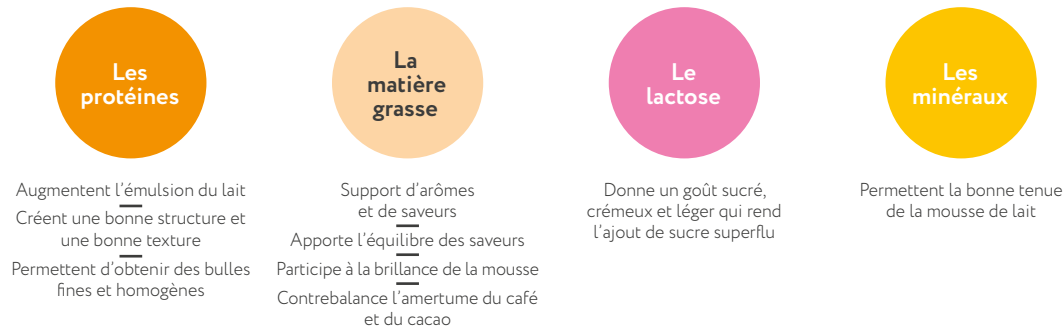 Les
protéines
Augmentent l'émulsion du lait
Créent une bonne structure et
une bonne texture
Permettent d'obtenir des bulles
fines et homogènes
La
matière
grasse
Support d'arômes
et de saveurs
Apporte l'équilibre des saveurs
Participe à la brillance de la mousse
Contrebalance l'amertume du café
et du cacao
Le
lactose
Donne un goût sucré,
crémeux et léger qui rend
l'ajout de sucre superflu
Les
minéraux
Permettent la bonne tenue
de la mousse de lait